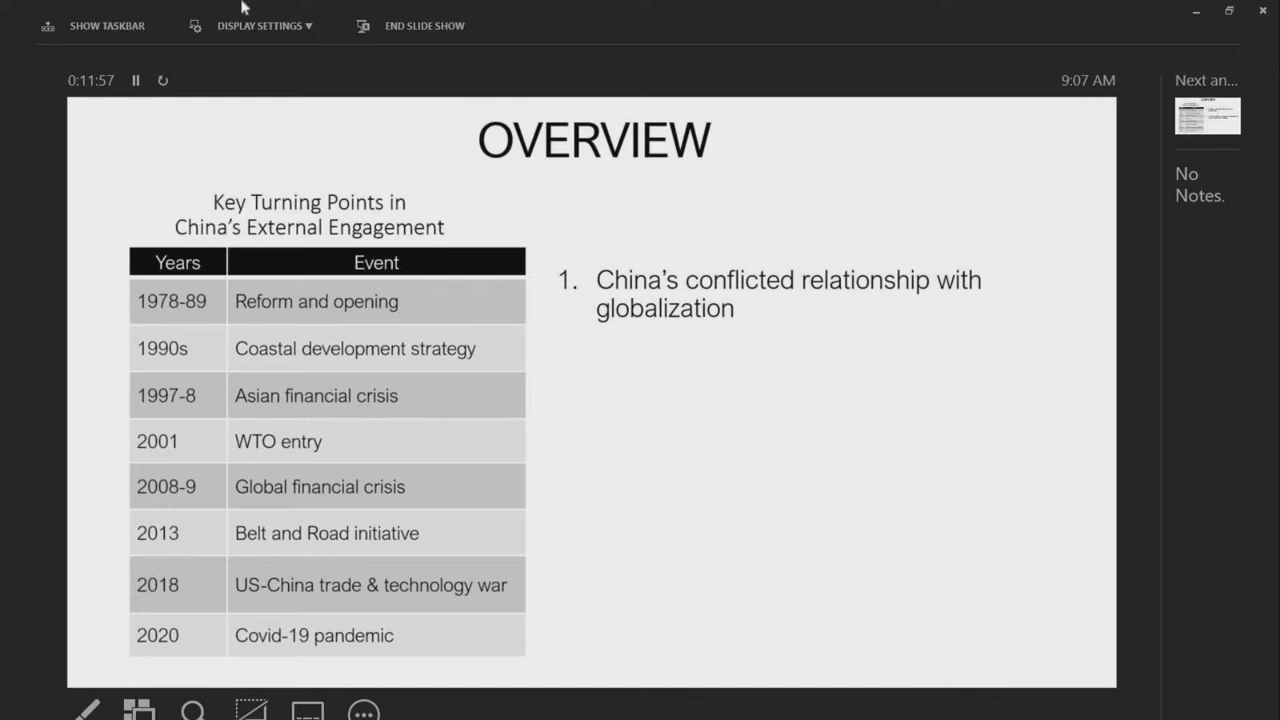 SHOW TASKBAR
DISPLAY SETTINGS ▼
END SLIDE SHOW
0:11:57
9:07 AM
Next an...
OVERVIEW
Key Turning Points in
China's External Engagement
Years Event
1978-89 Reform and opening
1990s Coastal development strategy
1997-8 Asian financial crisis
2001 WTO entry
2008-9 Global financial crisis
2013 Belt and Road initiative
2018 US-China trade & technology war
2020 Covid-19 pandemic
1. China's conflicted relationship with
globalization
No
Notes.